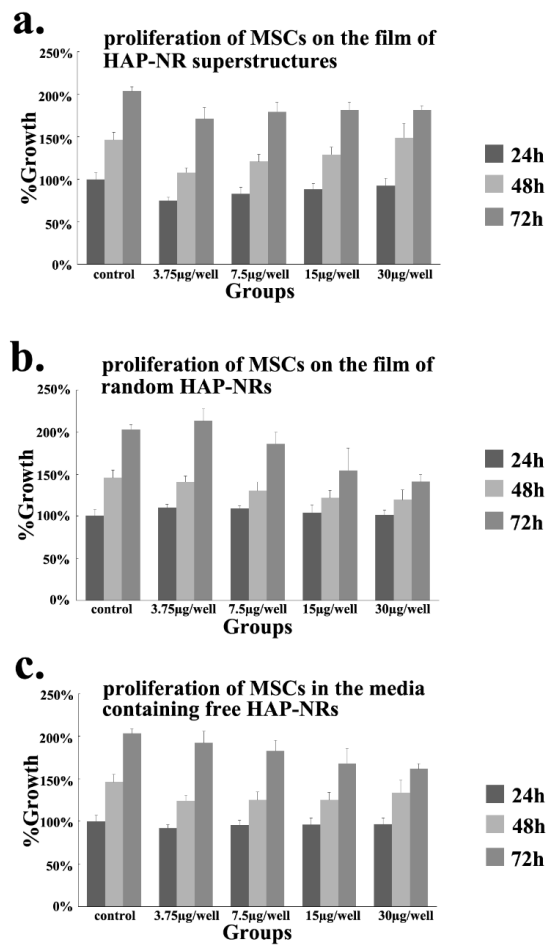 a.
proliferation of MSCs on the film of
HAP-NR superstructures
250%
200%
150%
100%
50%
0%
%Growth
control 3.75µg/well 7.5µg/well 15µg/well 30µg/well
Groups
24h
48h
72h
b.
proliferation of MSCs on the film of
random HAP-NRs
250%
200%
150%
100%
50%
0%
%Growth
control 3.75µg/well 7.5µg/well 15µg/well 30µg/well
Groups
24h
48h
72h
c.
proliferation of MSCs in the media
containing free HAP-NRs
250%
200%
150%
100%
50%
0%
%Growth
control 3.75µg/well 7.5µg/well 15µg/well 30µg/well
Groups
24h
48h
72h